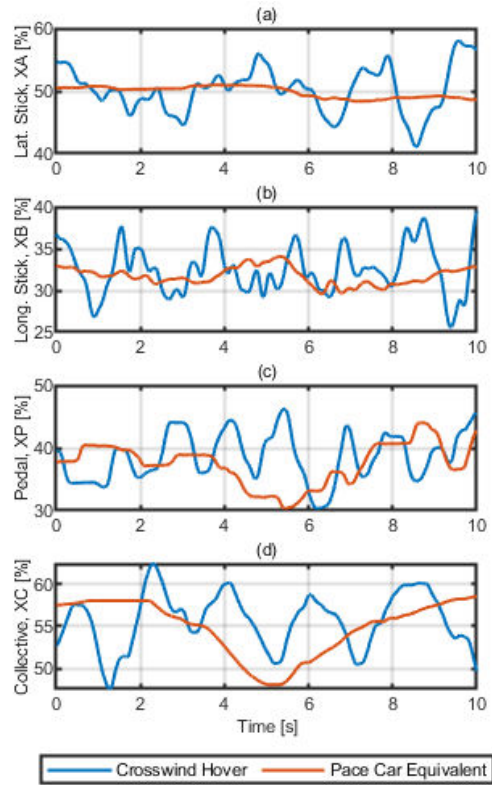 (a)
60
50
40
Lat. Stick, XA [%]
0 2 4 6 8 10
(b)
40
35
30
25
Long. Stick, XB [%]
0 2 4 6 8 10
(c)
50
40
30
Pedal, XP [%]
0 2 4 6 8 10
(d)
60
55
50
Collective, XC [%]
0 2 4 6 8 10
Time [s]
Crosswind Hover Pace Car Equivalent